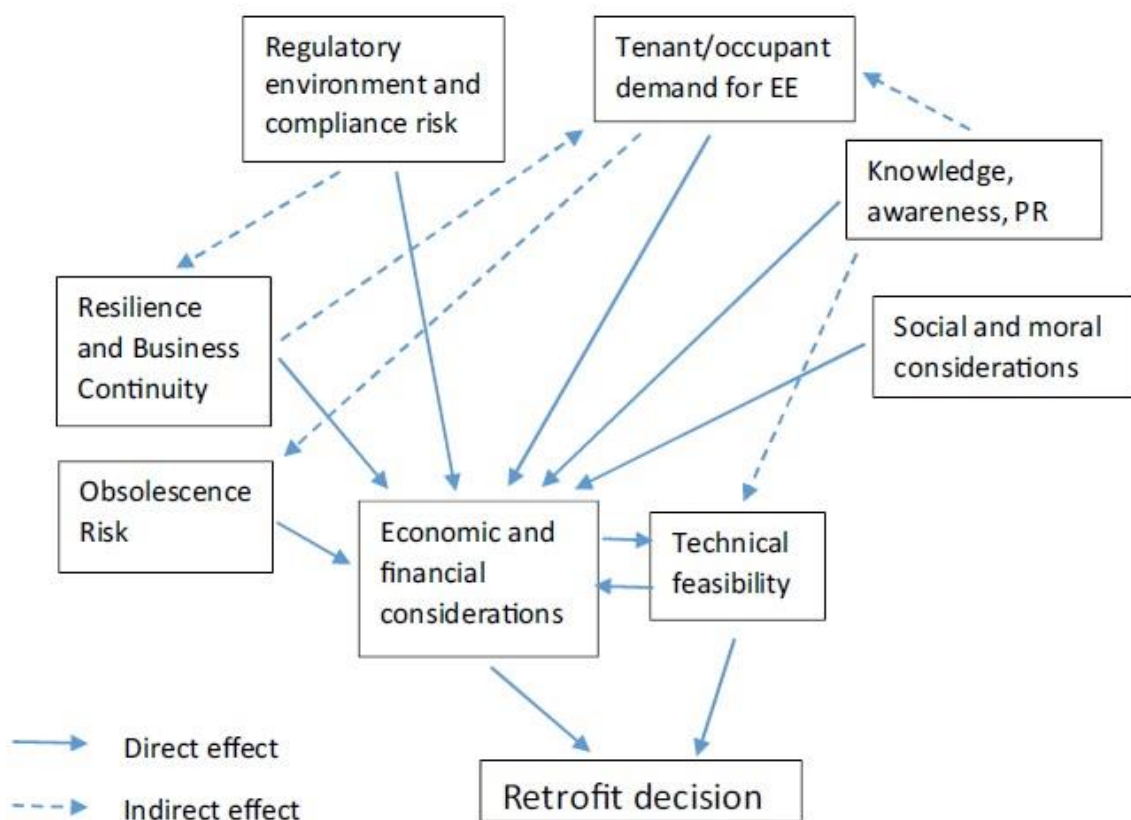 Regulatory
environment and
compliance risk
Tenant/occupant
demand for EE
Knowledge,
awareness, PR
Resilience
and Business
Continuity
Social and moral
considerations
Obsolescence
Risk
Economic and
financial
considerations
Technical
feasibility
Direct effect
Indirect effect
Retrofit decision